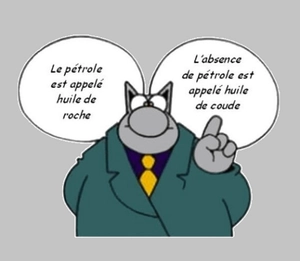 Le pétrole
est appelé
huile de
roche
L'absence
de pétrole est
appelé huile
de coude